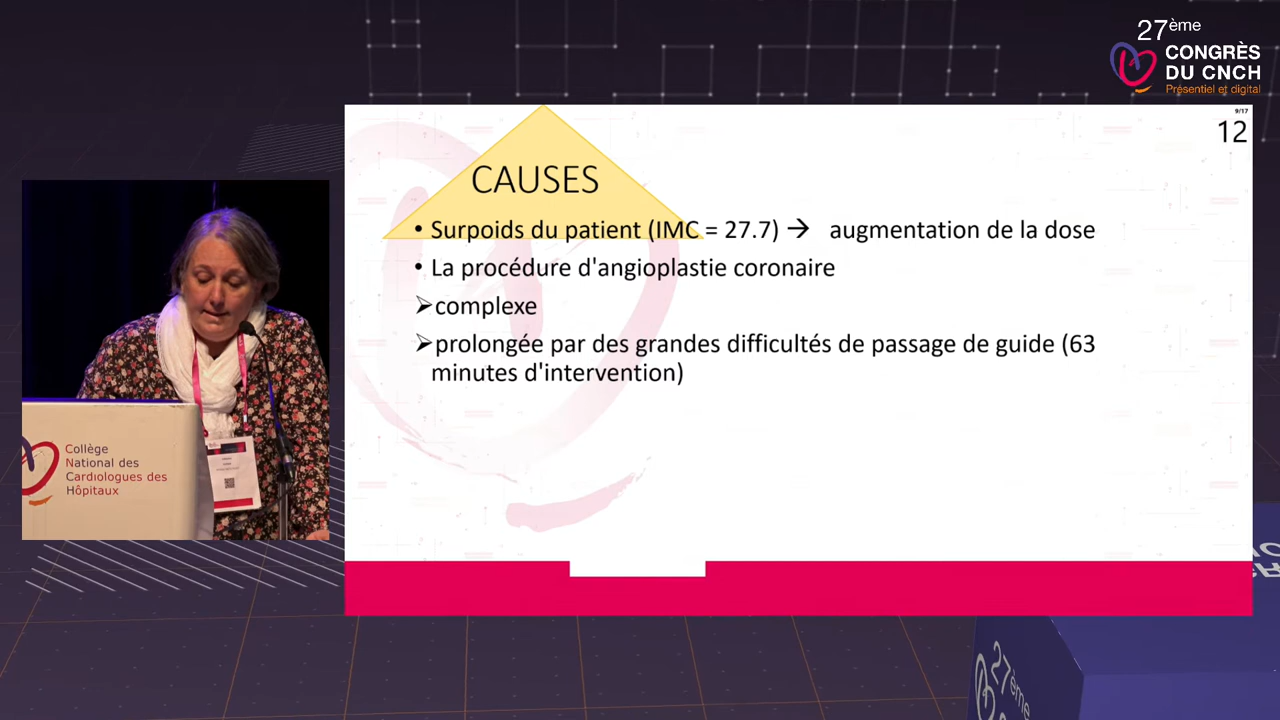 27ème
CONGRÈS
DU CNCH
Présentiel et digital
9/17
12
CAUSES
• Surpoids du patient (IMC = 27.7) → augmentation de la dose
• La procédure d'angioplastie coronaire
➢complexe
➢prolongée par des grandes difficultés de passage de guide (63
minutes d'intervention)
Collège
National des
Cardiologues des
Hôpitaux
27ème